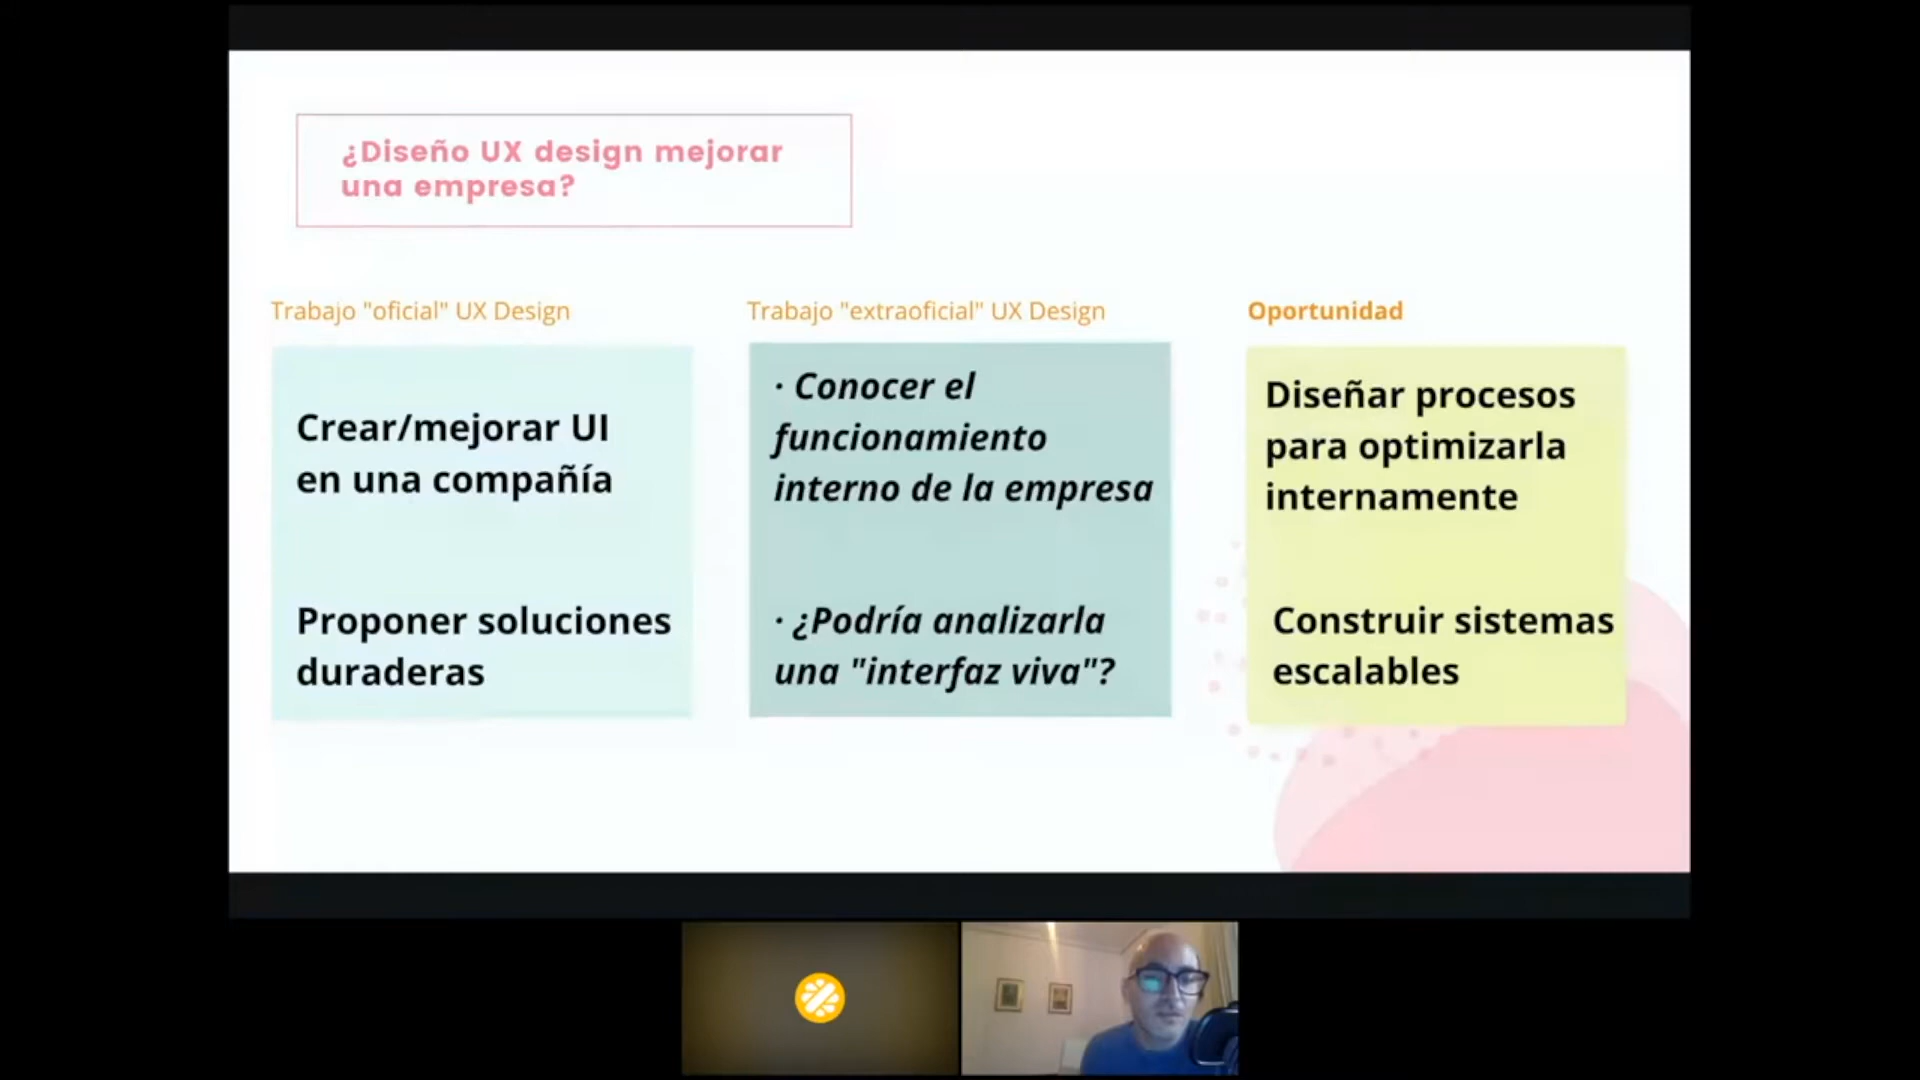 ¿Diseño UX design mejorar
una empresa?
Trabajo "oficial" UX Design
Crear/mejorar UI
en una compañía
Proponer soluciones
duraderas
Trabajo "extraoficial" UX Design
· Conocer el
funcionamiento
interno de la empresa
· ¿Podría analizarla
una "interfaz viva"?
Oportunidad
Diseñar procesos
para optimizarla
internamente
Construir sistemas
escalables